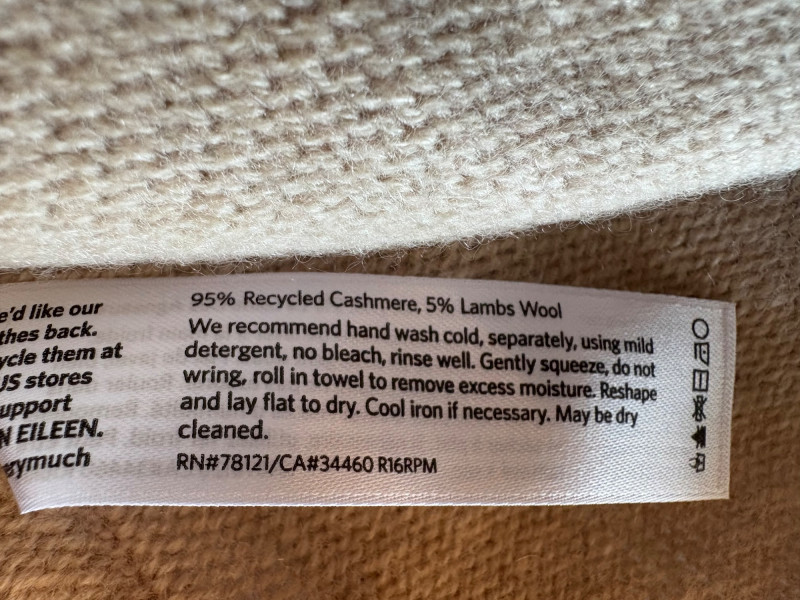 e'd like our
thes back.
ycle them at
US stores
upport
N EILEEN.
ymuch
95% Recycled Cashmere, 5% Lambs Wool
We recommend hand wash cold, separately, using mild
detergent, no bleach, rinse well. Gently squeeze, do not
wring, roll in towel to remove excess moisture. Reshape
and lay flat to dry. Cool iron if necessary. May be dry
cleaned.
RN#78121/CA#34460 R16RPM